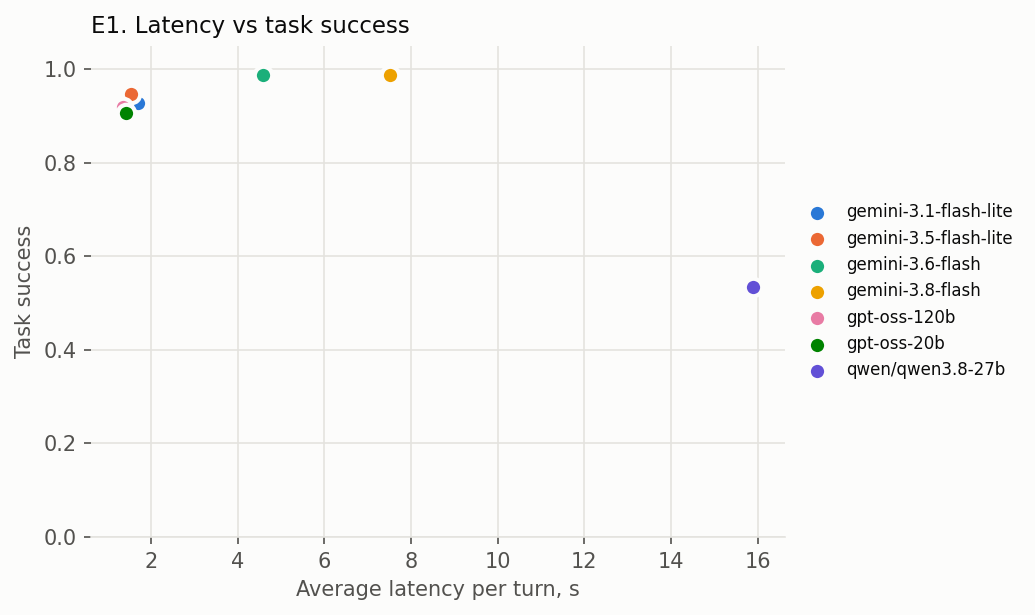 E1. Latency vs task success
1.0
0.8
0.6
0.4
0.2
0.0
Task success
2 4 6 8 10 12 14 16
Average latency per turn, s
gemini-3.1-flash-lite
gemini-3.5-flash-lite
gemini-3.6-flash
gemini-3.8-flash
gpt-oss-120b
gpt-oss-20b
qwen/qwen3.8-27b